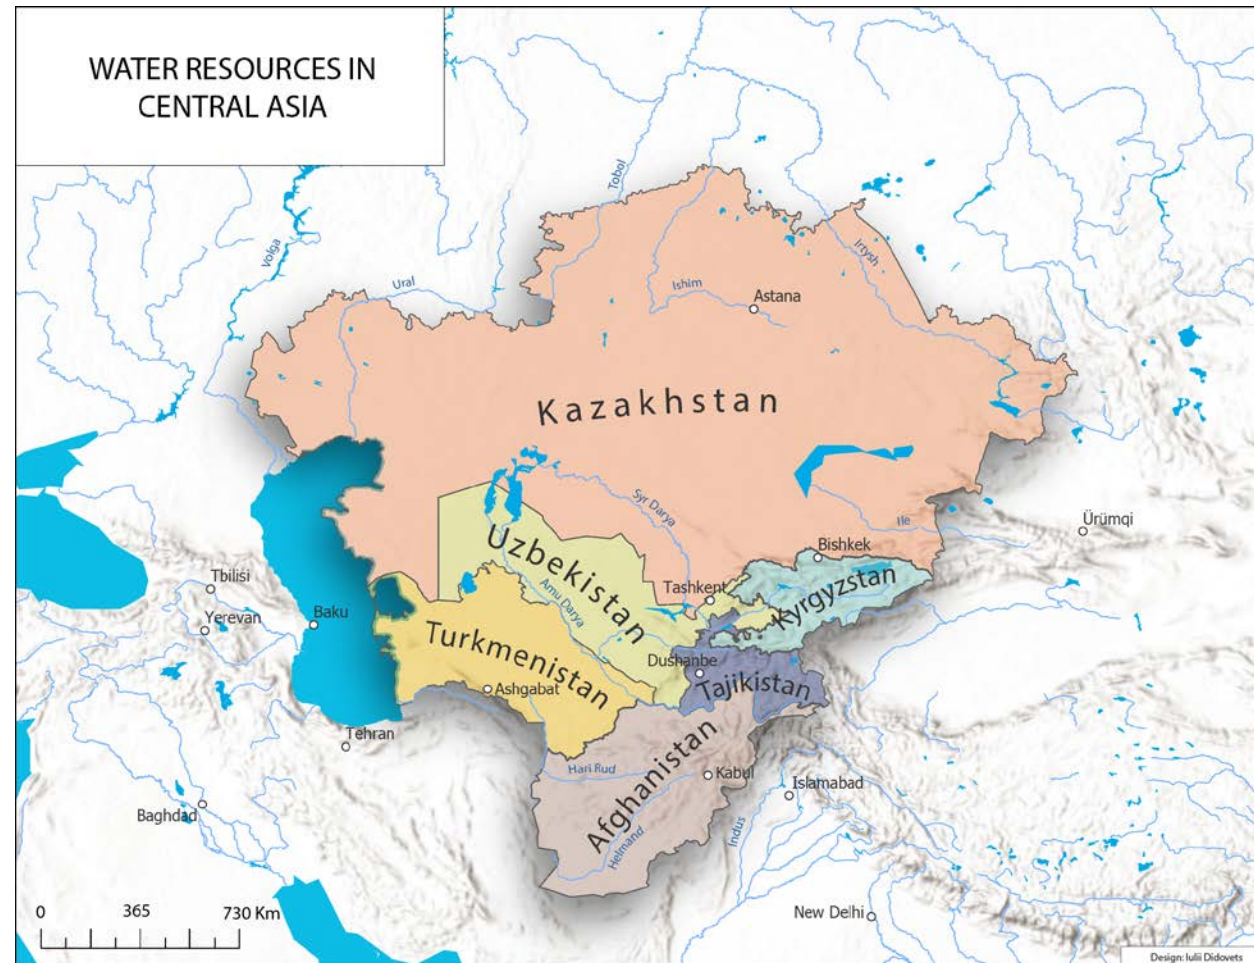 WATER RESOURCES IN
CENTRAL ASIA
Tobol
Volga
Ural
Irtysh
Ishim
Astana
Kazakhstan
Syr Darya
Ile
Ürümqi
Bishkek
Uzbekistan
Tashkent
Kyrgyzstan
Tbilisi
Yerevan
Baku
Amu Darya
Turkmenistan
Dushanbe
Tajikistan
Ashgabat
Tehran
Hari Rud
Afghanistan
Kabul
Islamabad
Baghdad
Helmand
Indus
New Delhi
0 365 730 Km
Design: Iulii Didovets